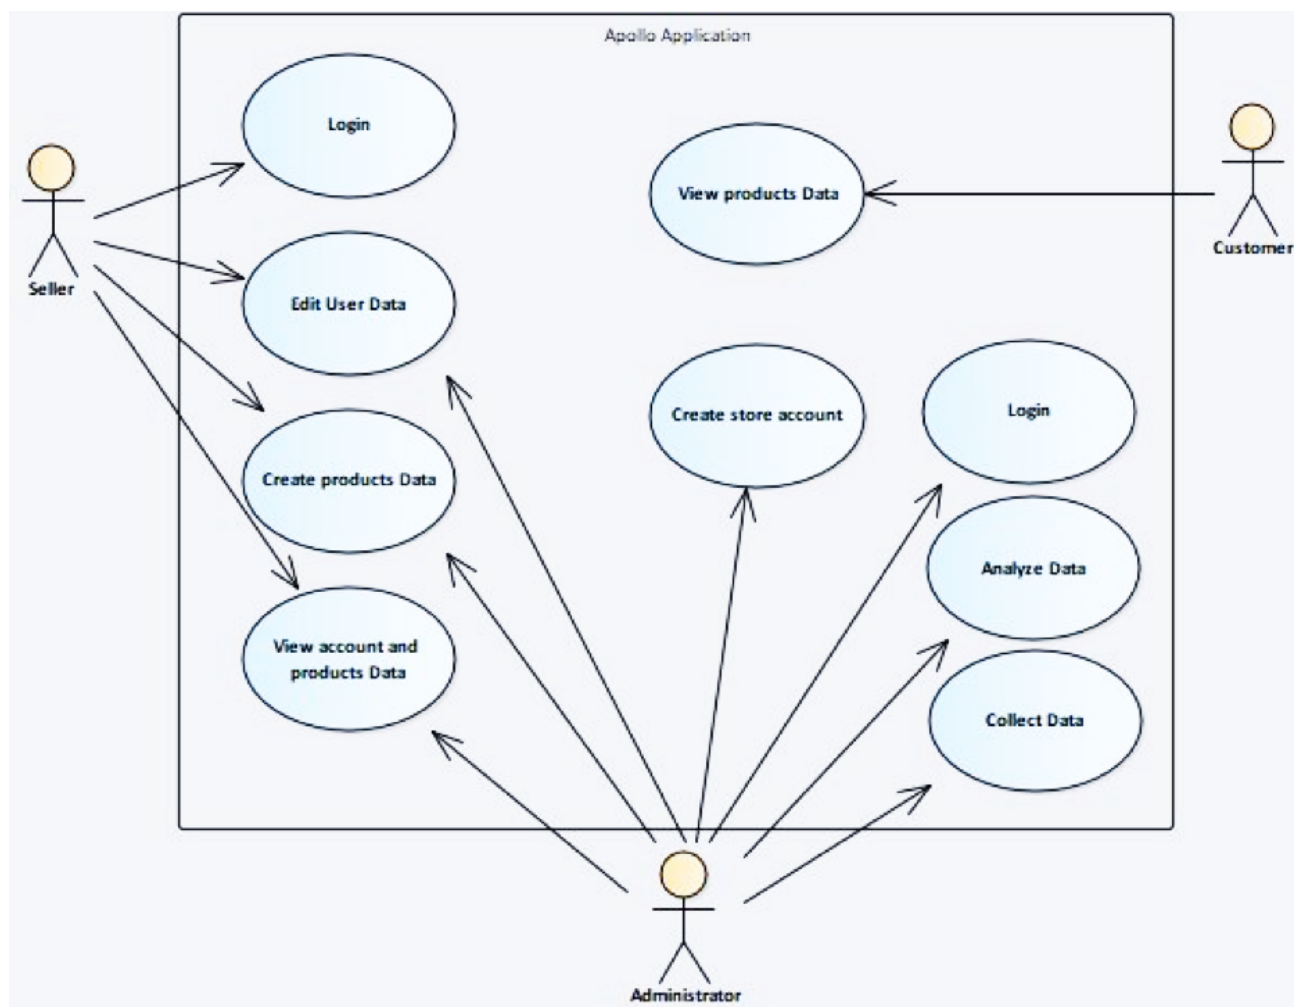 Apollo Application
Login
View products Data
Customer
Seller
Edit User Data
Create store account
Login
Create products Data
Analyze Data
View account and
products Data
Collect Data
Administrator